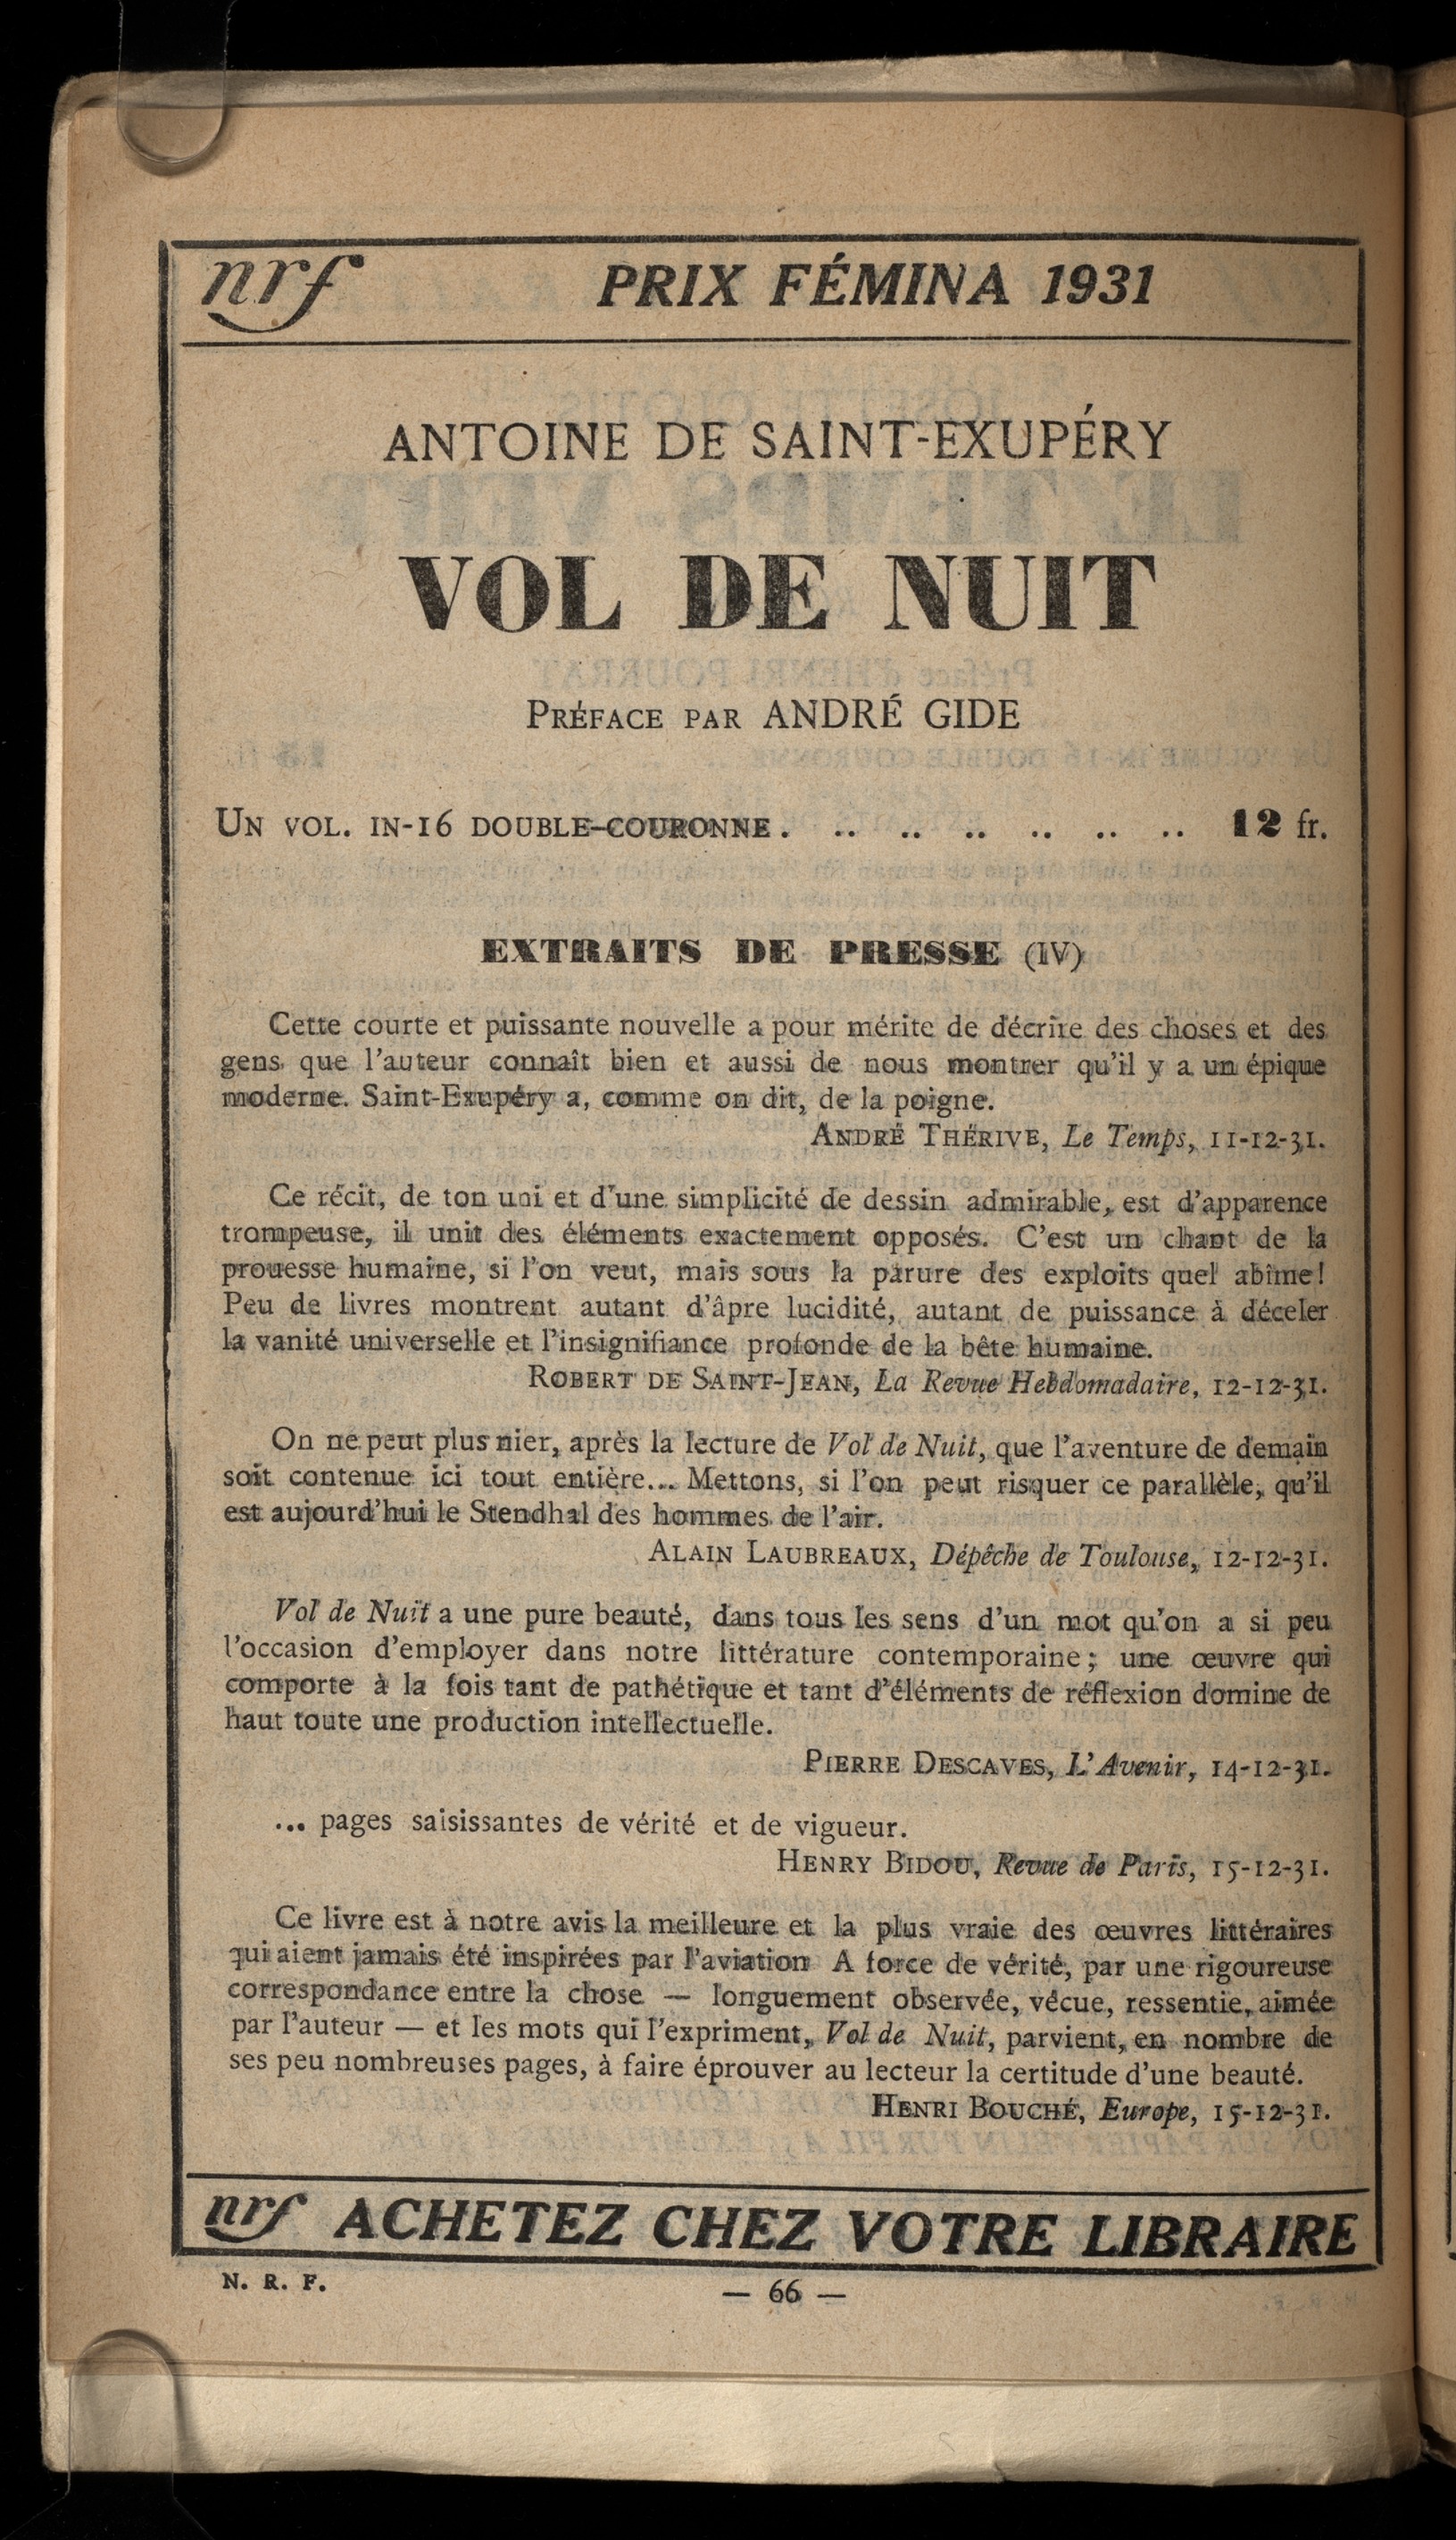 nrf PRIX FÉMINA 1931
ANTOINE DE SAINT-EXUPÉRY
VOL DE NUIT
PRÉFACE PAR ANDRÉ GIDE
UN VOL. IN-16 DOUBLE-COURONNE. .. .. .. .. .. .. 12 fr.
EXTRAITS DE PRESSE (IV)
Cette courte et puissante nouvelle a pour mérite de décrire des choses et des
gens que l'auteur connaît bien et aussi de nous montrer qu'il y a un épique
moderne. Saint-Exupéry a, comme on dit, de la poigne.
ANDRÉ THÉRIVE, Le Temps, 11-12-31.
Ce récit, de ton uni et d'une simplicité de dessin admirable, est d'apparence
trompeuse, il unit des éléments exactement opposés. C'est un chant de la
prouesse humaine, si l'on veut, mais sous la parure des exploits quel abîme!
Peu de livres montrent autant d'âpre lucidité, autant de puissance à déceler
la vanité universelle et l'insignifiance profonde de la bête humaine.
ROBERT DE SAINT-JEAN, La Revue Hebdomadaire, 12-12-31.
On ne peut plus nier, après la lecture de Vol de Nuit, que l'aventure de demain
soit contenue ici tout entière... Mettons, si l'on peut risquer ce parallèle, qu'il
est aujourd'hui le Stendhal des hommes de l'air.
ALAIN LAUBREAUX, Dépêche de Toulouse, 12-12-31.
Vol de Nuit a une pure beauté, dans tous les sens d'un mot qu'on a si peu
l'occasion d'employer dans notre littérature contemporaine; une œuvre qui
comporte à la fois tant de pathétique et tant d'éléments de réflexion domine de
haut toute une production intellectuelle.
PIERRE DESCAVES, L'Avenir, 14-12-31.
... pages saisissantes de vérité et de vigueur.
HENRY BIDOU, Revue de Paris, 15-12-31.
Ce livre est à notre avis la meilleure et la plus vraie des œuvres littéraires
qui aient jamais été inspirées par l'aviation A force de vérité, par une rigoureuse
correspondance entre la chose — longuement observée, vécue, ressentie, aimée
par l'auteur — et les mots qui l'expriment, Vol de Nuit, parvient, en nombre de
ses peu nombreuses pages, à faire éprouver au lecteur la certitude d'une beauté.
HENRI BOUCHÉ, Europe, 15-12-31.
nrf ACHETEZ CHEZ VOTRE LIBRAIRE
N. R. F.
— 66 —